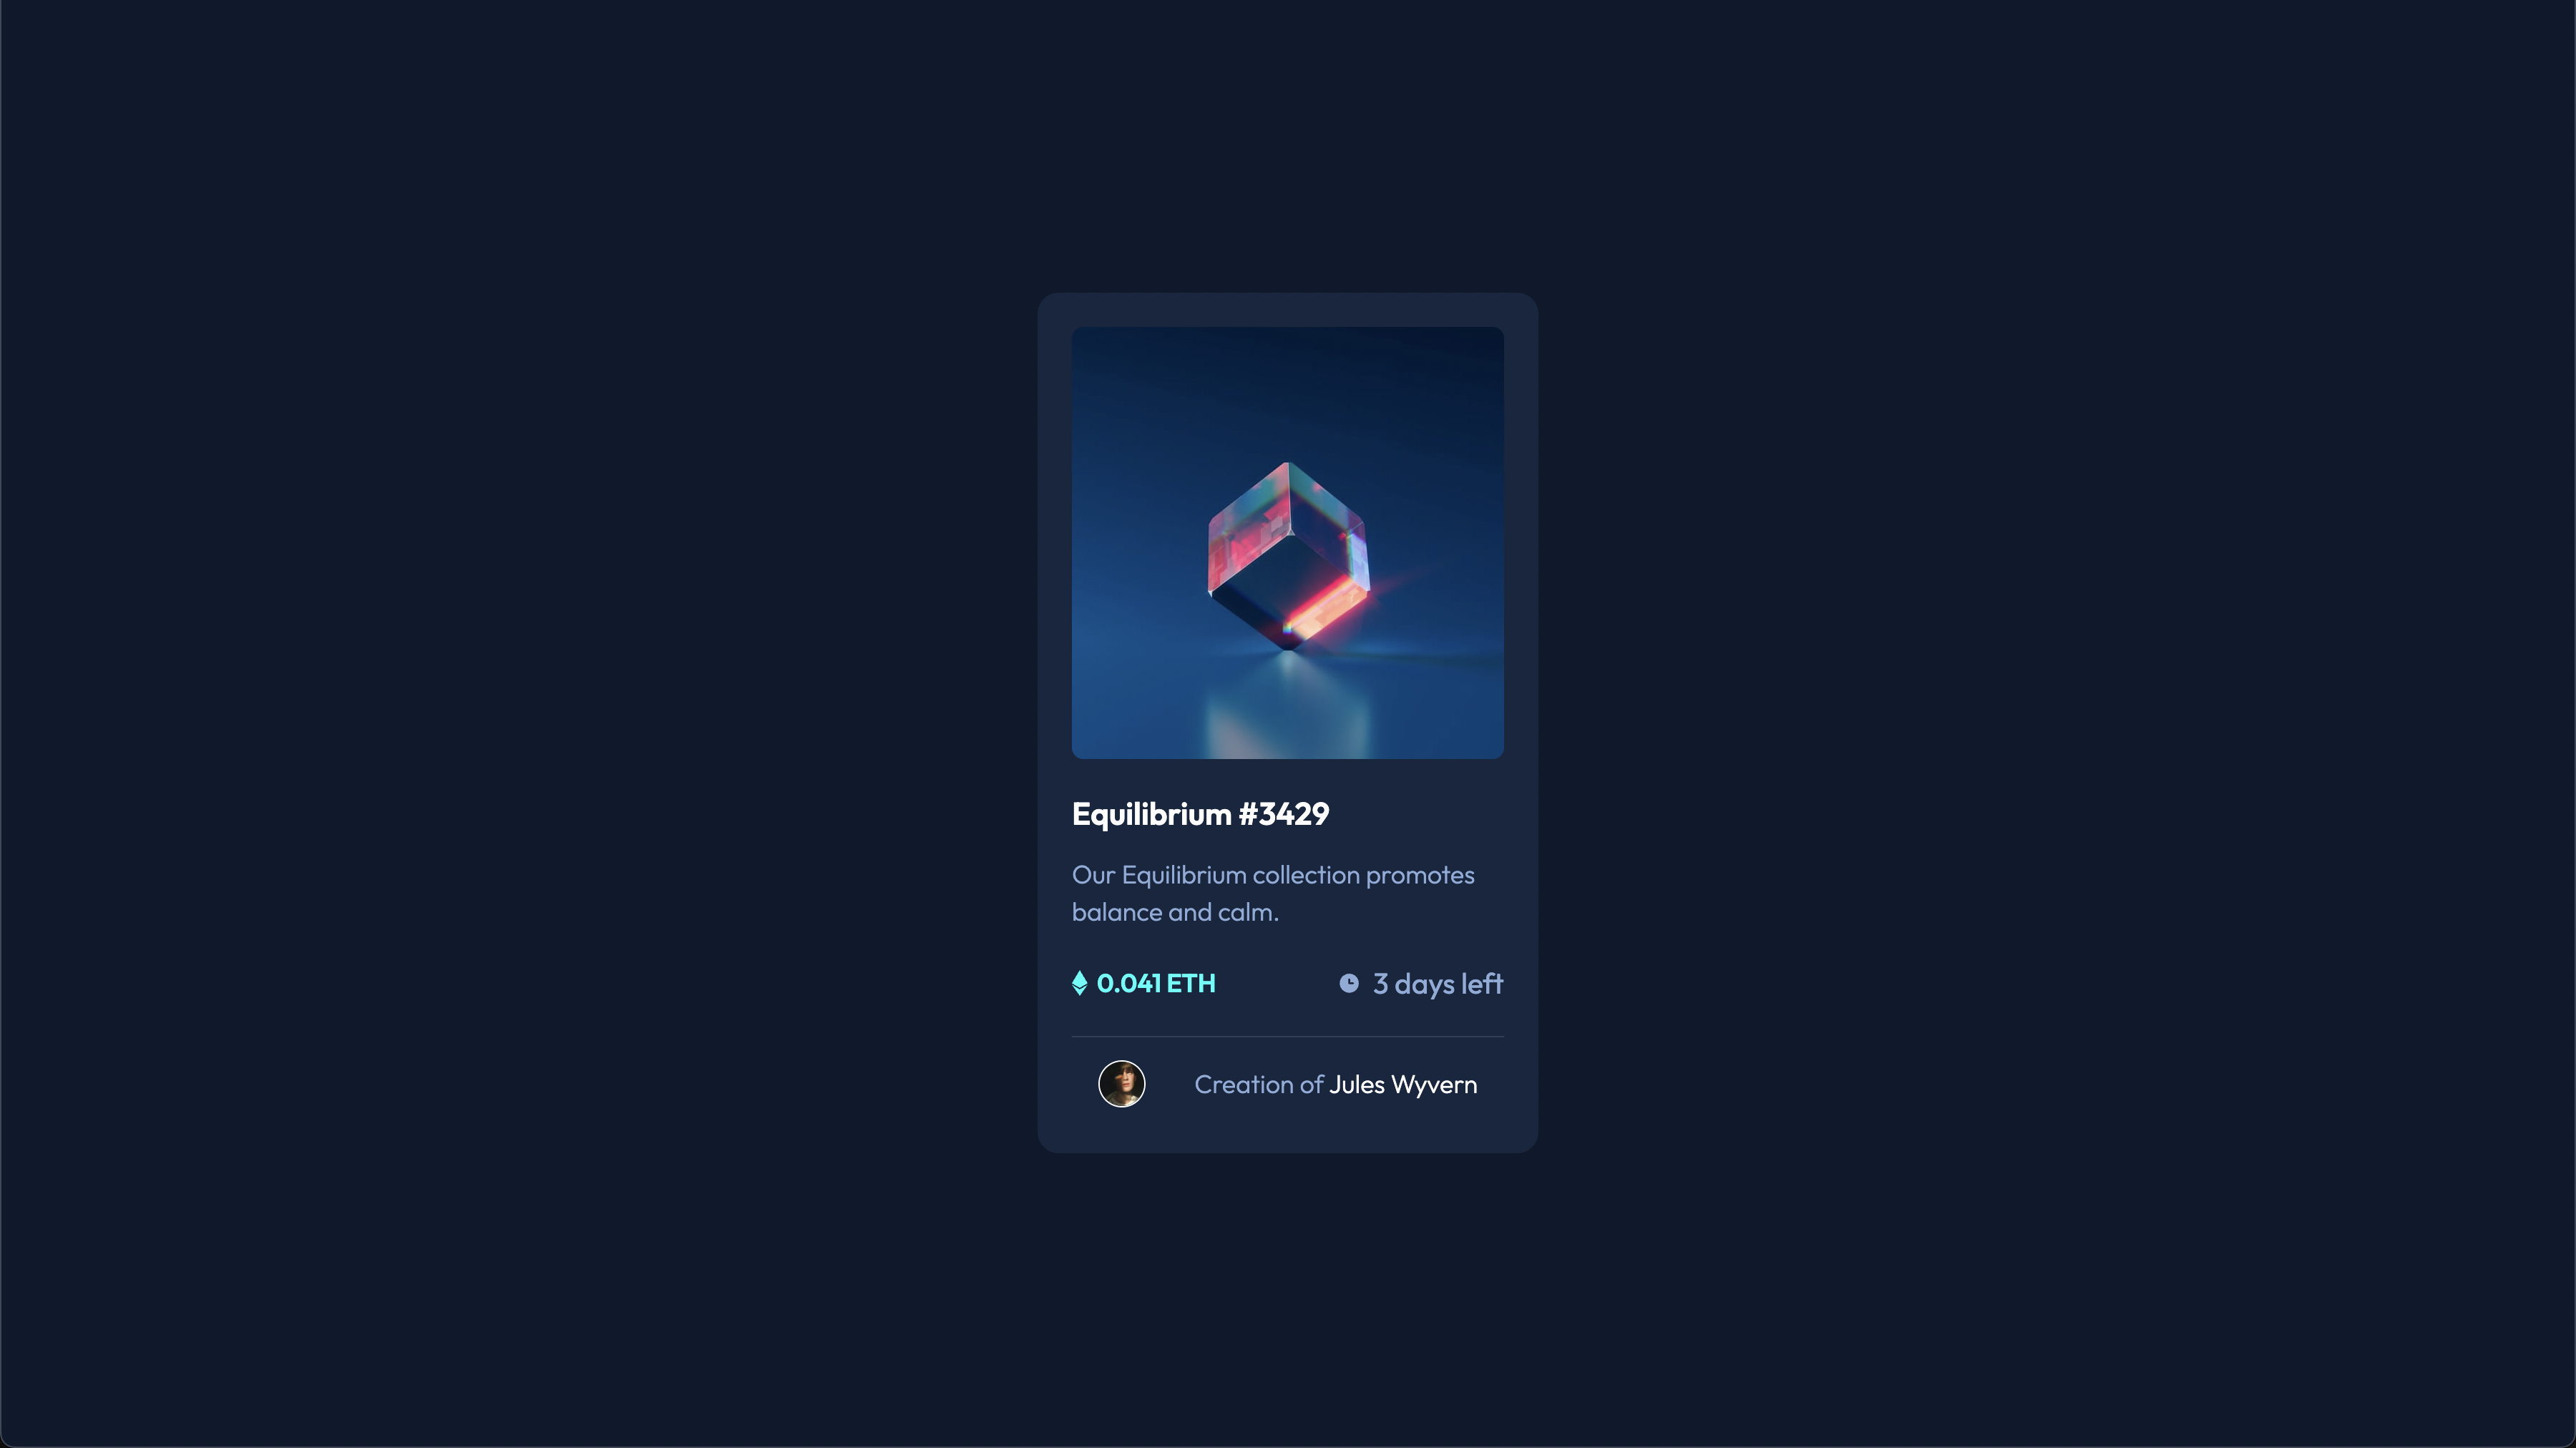 Equilibrium #3429
Our Equilibrium collection promotes
balance and calm.
0.041 ETH
3 days left
Creation of Jules Wyvern